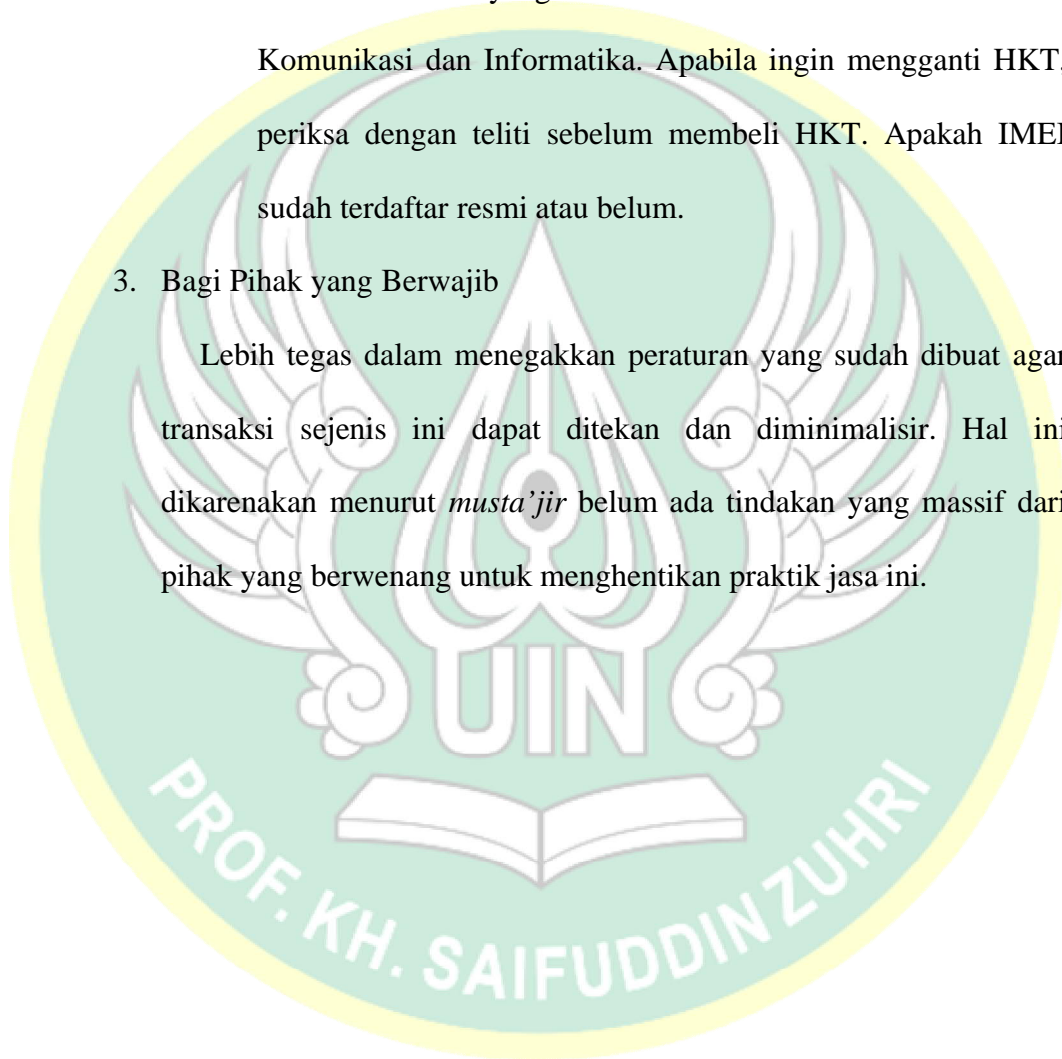 yang
Komunikasi dan Informatika. Apabila ingin mengganti HKT,
periksa dengan teliti sebelum membeli HKT. Apakah IMEI
sudah terdaftar resmi atau belum.
3. Bagi Pihak yang Berwajib
Lebih tegas dalam menegakkan peraturan yang sudah dibuat agar
transaksi sejenis ini dapat ditekan dan diminimalisir. Hal ini
dikarenakan menurut musta’jir belum ada tindakan yang massif dari
pihak yang berwenang untuk menghentikan praktik jasa ini.
UIN
PROF. KH. SAIFUDDIN ZUHRI